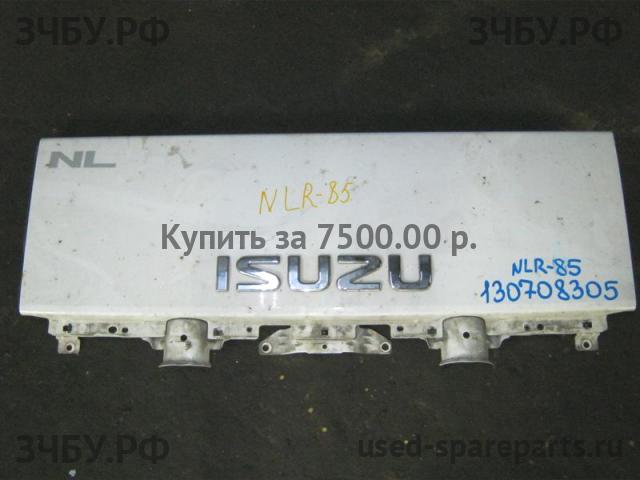 ЗЧБУ.РФ ЗЧБУ.РФ
NL
NLR-85
Купить за 7500.00 р.
ISUZU
NLR-85
130708305
ЗЧБУ.РФ used-spareparts.ru